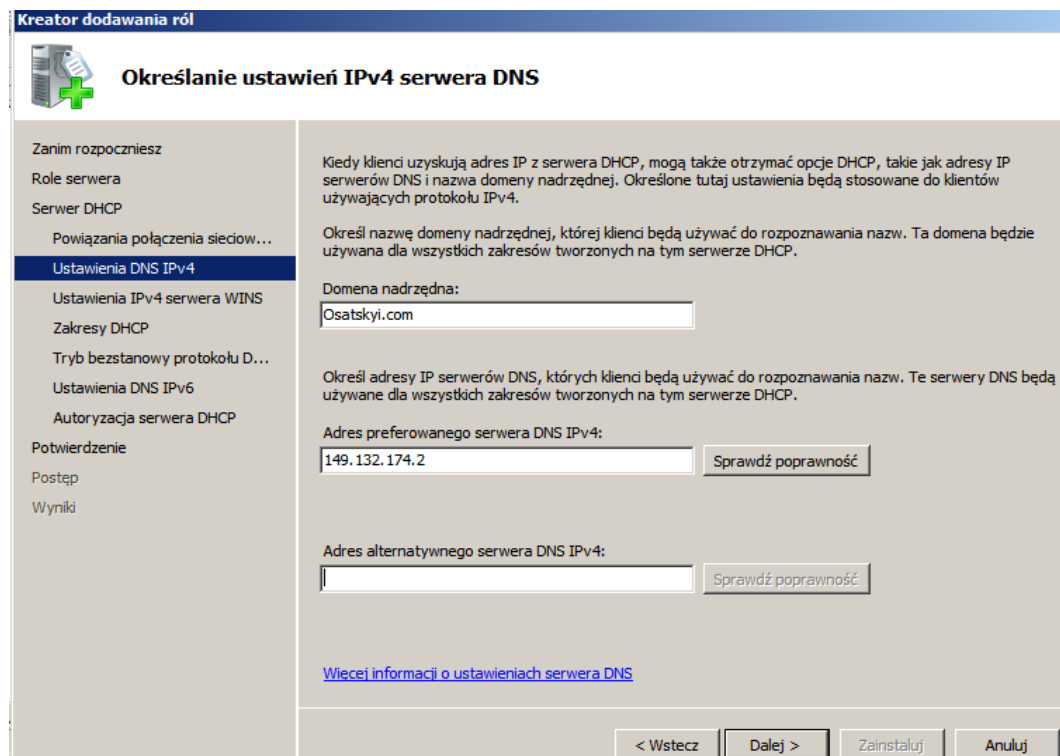 Kreator dodawania ról
Określanie ustawień IPv4 serwera DNS
Zanim rozpoczniesz
Role serwera
Serwer DHCP
Powiązania połączenia sieciow...
Ustawienia DNS IPv4
Ustawienia IPv4 serwera WINS
Zakresy DHCP
Tryb bezstanowy protokołu D...
Ustawienia DNS IPv6
Autoryzacja serwera DHCP
Potwierdzenie
Postęp
Wyniki
Kiedy klienci uzyskują adres IP z serwera DHCP, mogą także otrzymać opcje DHCP, takie jak adresy IP
serwerów DNS i nazwa domeny nadrzędnej. Określone tutaj ustawienia będą stosowane do klientów
używających protokołu IPv4.
Określ nazwę domeny nadrzędnej, której klienci będą używać do rozpoznawania nazw. Ta domena będzie
używana dla wszystkich zakresów tworzonych na tym serwerze DHCP.
Domena nadrzędna:
Osatskyi.com
Określ adresy IP serwerów DNS, których klienci będą używać do rozpoznawania nazw. Te serwery DNS będą
używane dla wszystkich zakresów tworzonych na tym serwerze DHCP.
Adres preferowanego serwera DNS IPv4:
149.132.174.2 Sprawdź poprawność
Adres alternatywnego serwera DNS IPv4:
Sprawdź poprawność
Więcej informacji o ustawieniach serwera DNS
< Wstecz Dalej > Zainstaluj Anuluj